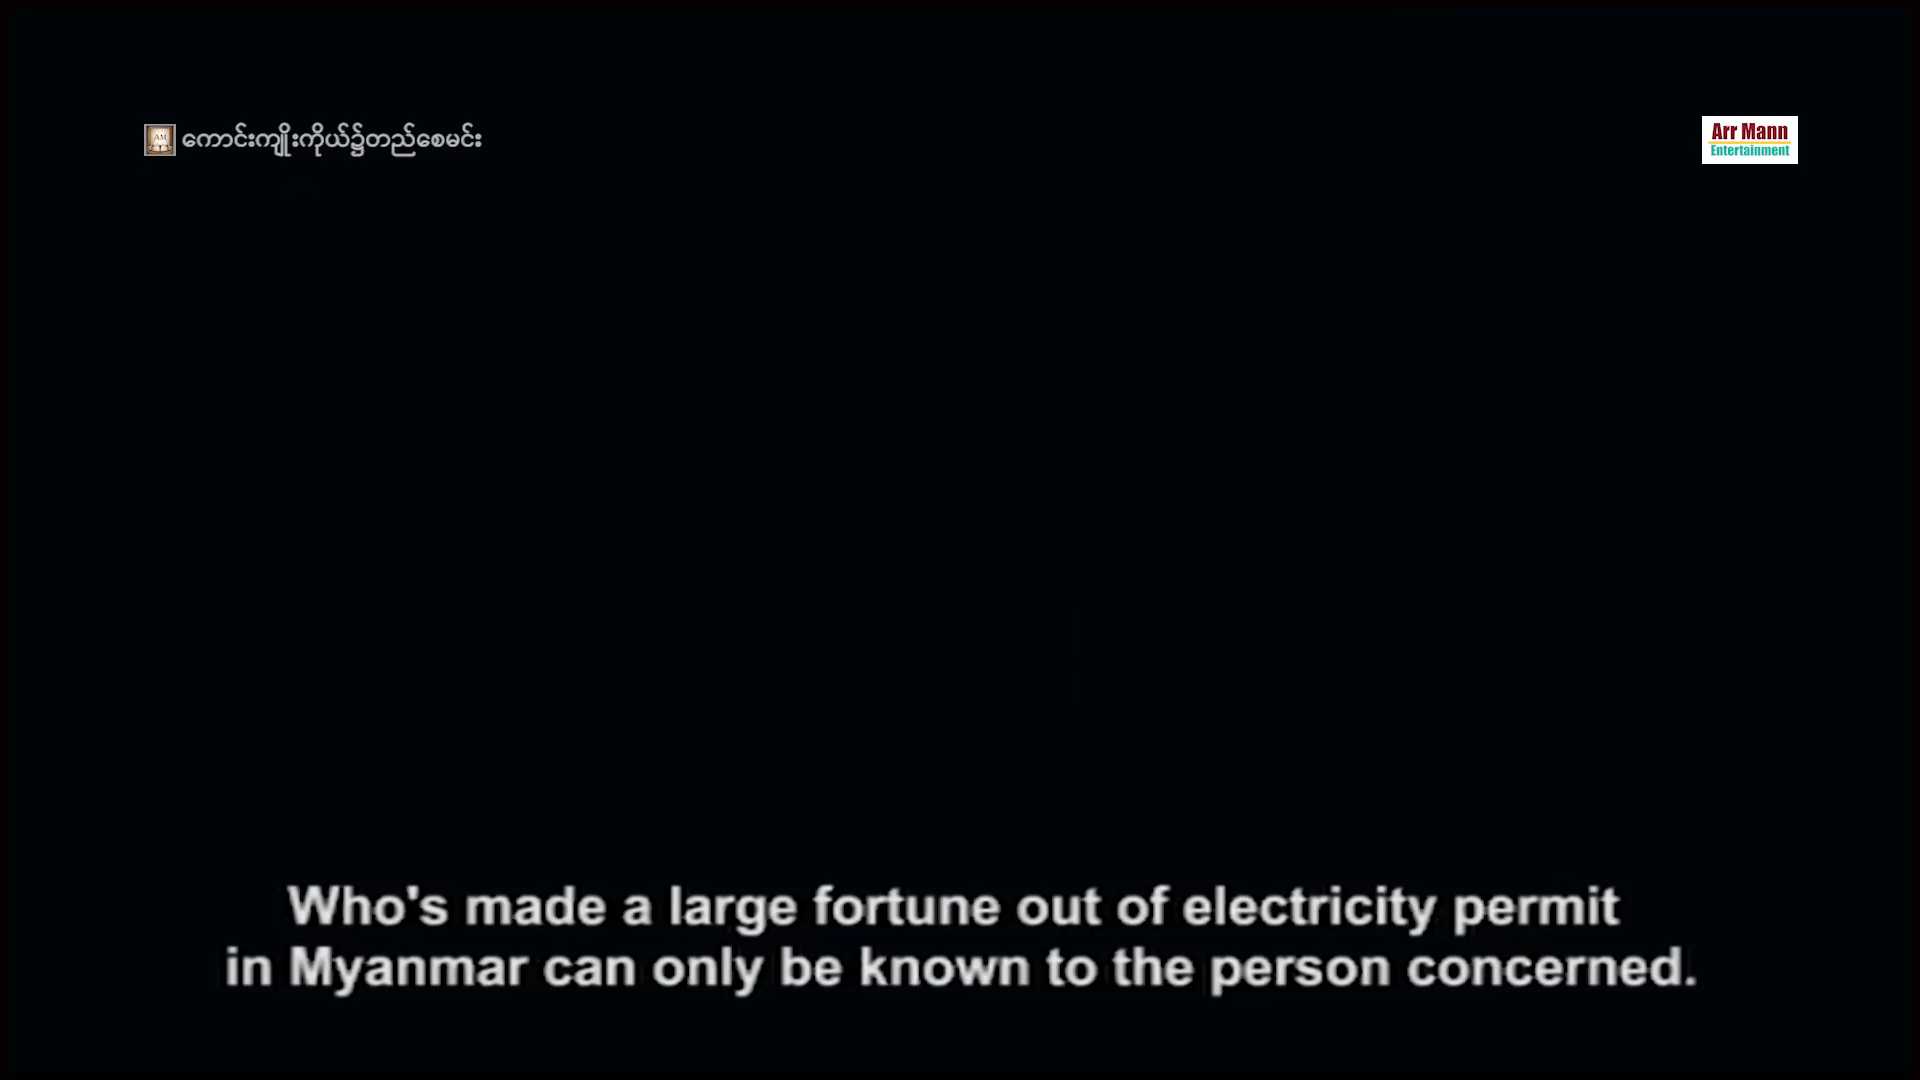 AM
ကောင်းကျိုးကိုယ်၌တည်စေမင်း
Arr Mann
Entertainment
Who's made a large fortune out of electricity permit
in Myanmar can only be known to the person concerned.